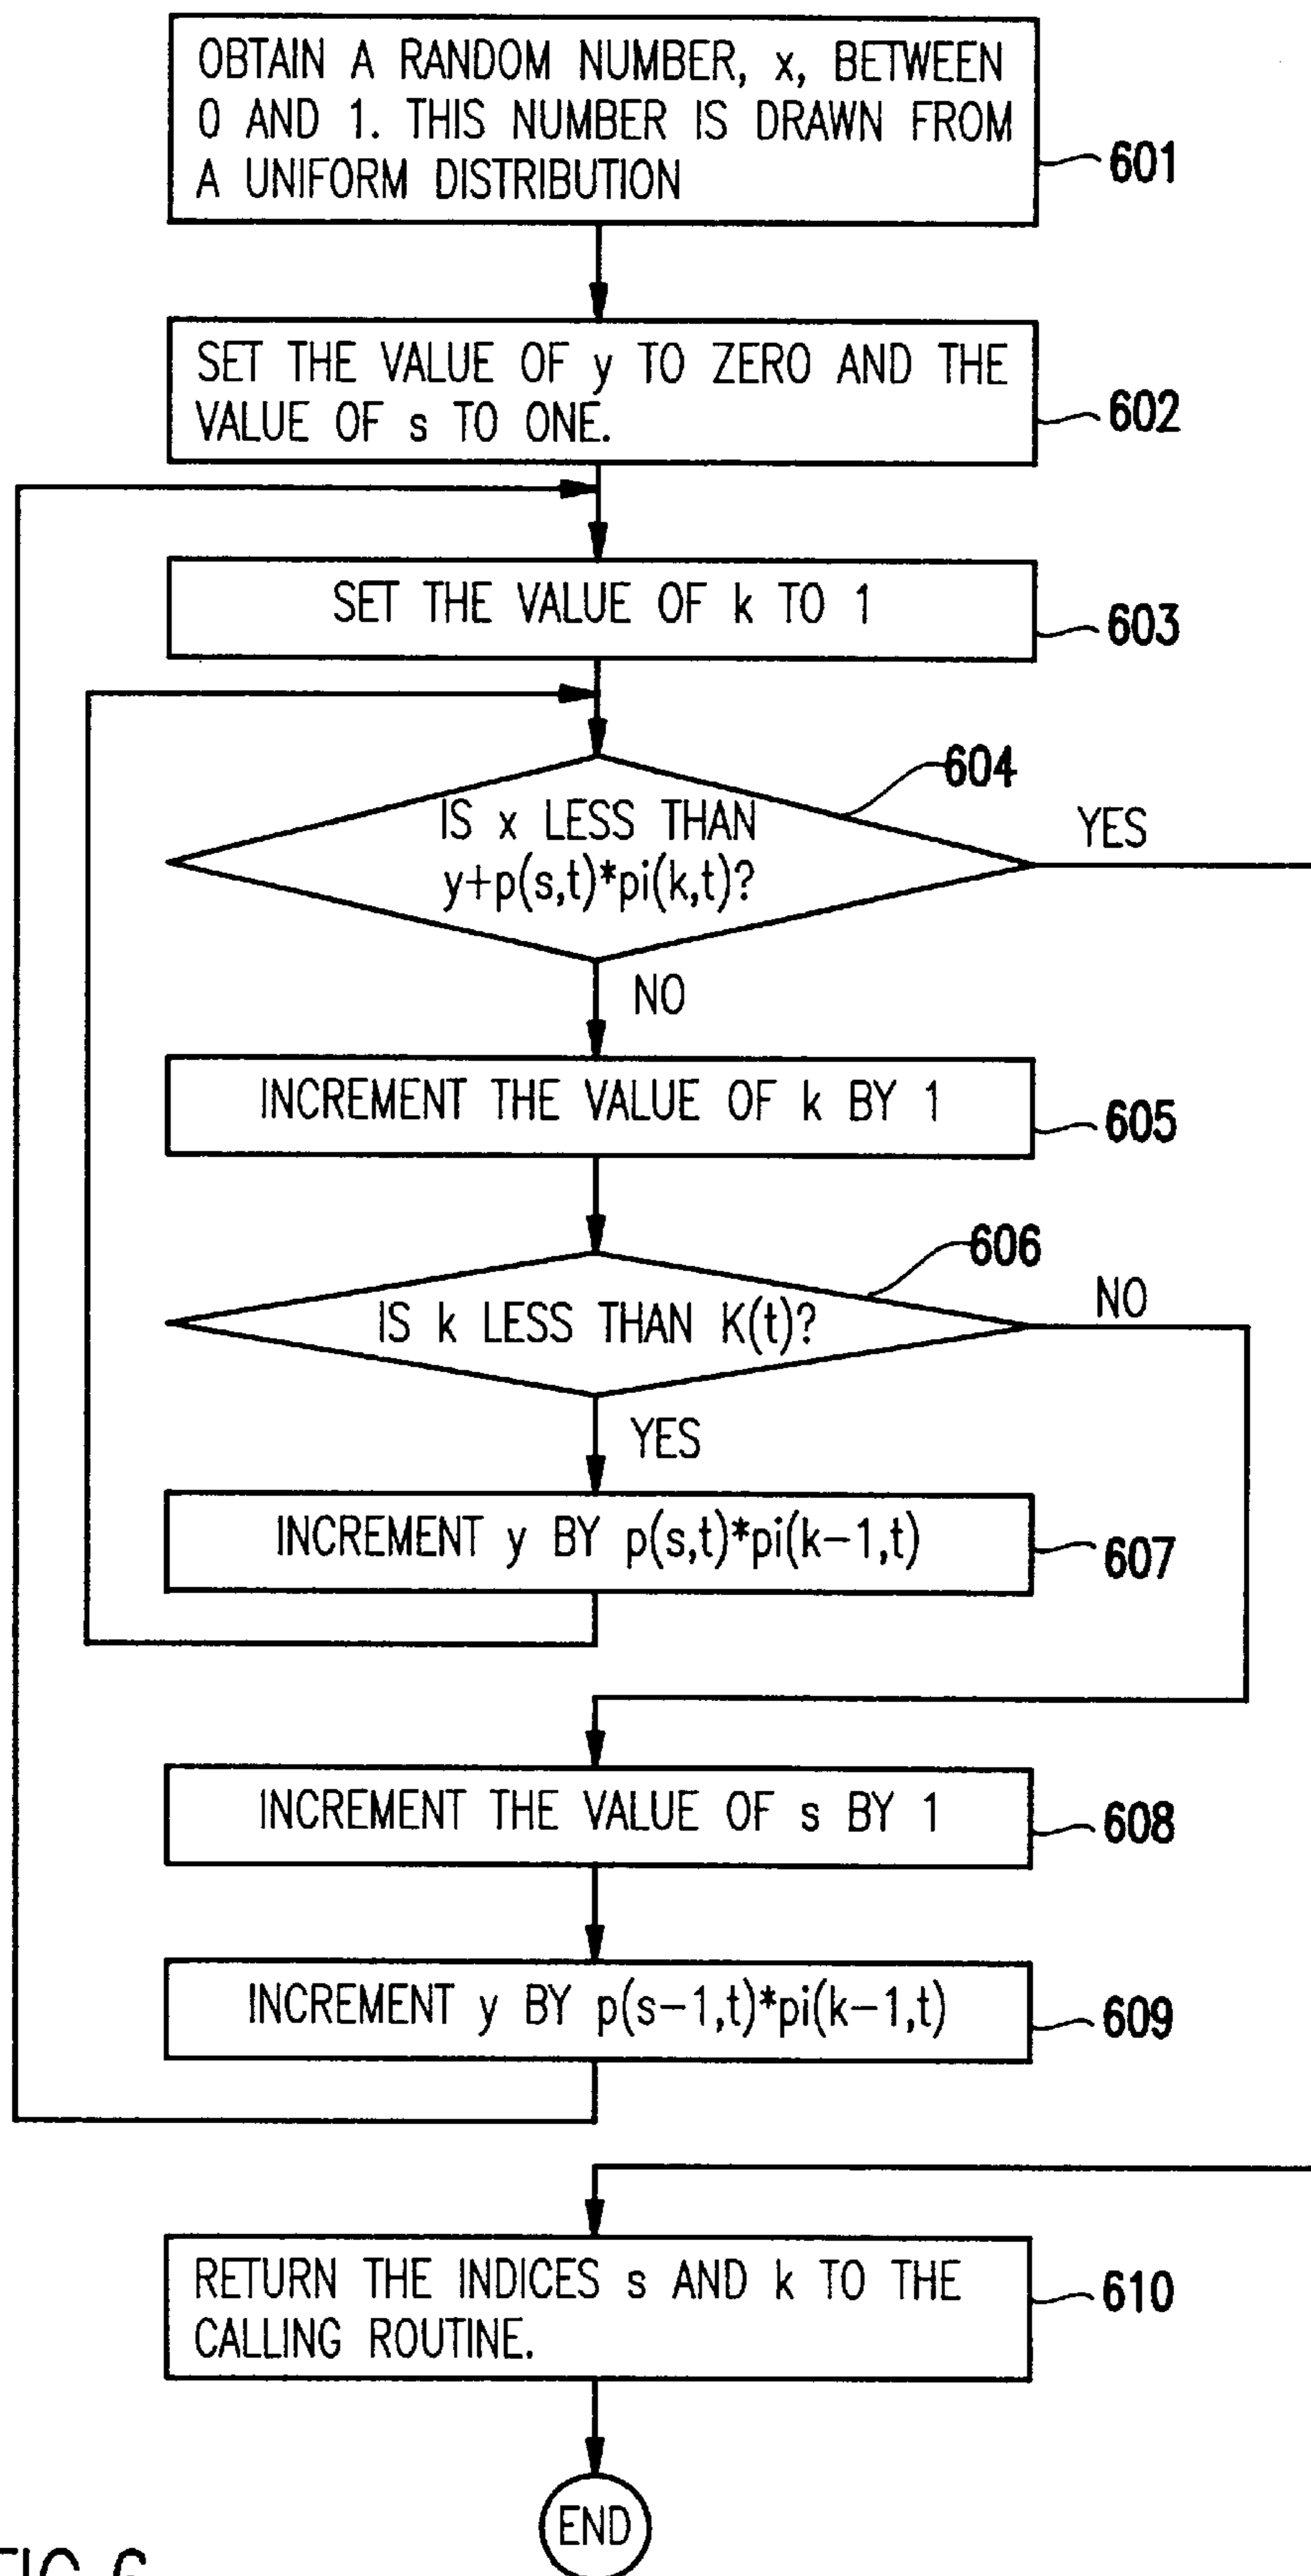 OBTAIN A RANDOM NUMBER, x, BETWEEN
0 AND 1. THIS NUMBER IS DRAWN FROM
A UNIFORM DISTRIBUTION
601
SET THE VALUE OF y TO ZERO AND THE
VALUE OF s TO ONE.
602
SET THE VALUE OF k TO 1
603
604
IS x LESS THAN
y+p(s,t)*pi(k,t)?
YES
NO
INCREMENT THE VALUE OF k BY 1
605
606
IS k LESS THAN K(t)?
NO
YES
INCREMENT y BY p(s,t)*pi(k-1,t)
607
INCREMENT THE VALUE OF s BY 1
608
INCREMENT y BY p(s-1,t)*pi(k-1,t)
609
RETURN THE INDICES s AND k TO THE
CALLING ROUTINE.
610
END